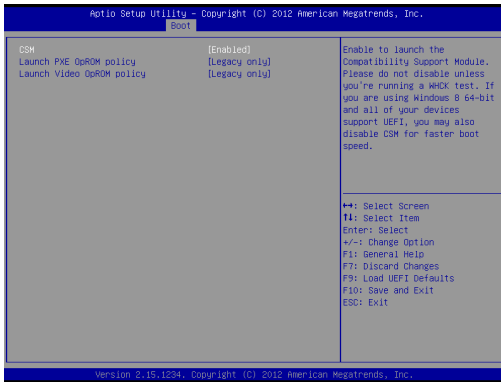 Aptio Setup Utility – Copyright (C) 2012 American Megatrends, Inc.
Boot
CSM [Enabled]
Launch PXE OpROM policy [Legacy only]
Launch Video OpROM policy [Legacy only]
Enable to launch the
Compatibility Support Module.
Please do not disable unless
you're running a WHCK test. If
you are using Windows 8 64-bit
and all of your devices
support UEFI, you may also
disable CSM for faster boot
speed.
↔: Select Screen
↑↓: Select Item
Enter: Select
+/-: Change Option
F1: General Help
F7: Discard Changes
F9: Load UEFI Defaults
F10: Save and Exit
ESC: Exit
Version 2.15.1234. Copyright (C) 2012 American Megatrends, Inc.